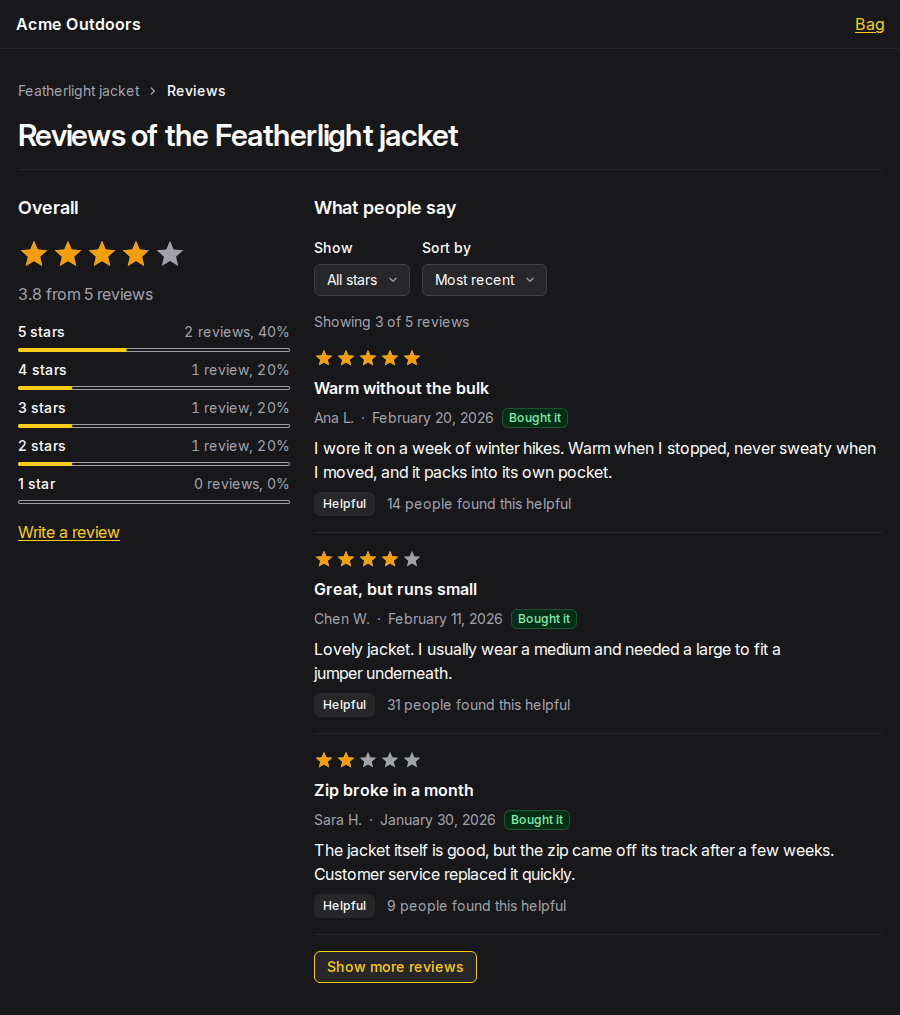 Acme Outdoors
Bag
Featherlight jacket
Reviews
Reviews of the Featherlight jacket
Overall
3.8 from 5 reviews
5 stars
2 reviews, 40%
4 stars
1 review, 20%
3 stars
1 review, 20%
2 stars
1 review, 20%
1 star
0 reviews, 0%
Write a review
What people say
Show
Sort by
All stars
Most recent
Showing 3 of 5 reviews
Warm without the bulk
Ana L. · February 20, 2026 Bought it
I wore it on a week of winter hikes. Warm when I stopped, never sweaty when
I moved, and it packs into its own pocket.
Helpful
14 people found this helpful
Great, but runs small
Chen W. · February 11, 2026 Bought it
Lovely jacket. I usually wear a medium and needed a large to fit a
jumper underneath.
Helpful
31 people found this helpful
Zip broke in a month
Sara H. · January 30, 2026 Bought it
The jacket itself is good, but the zip came off its track after a few weeks.
Customer service replaced it quickly.
Helpful
9 people found this helpful
Show more reviews